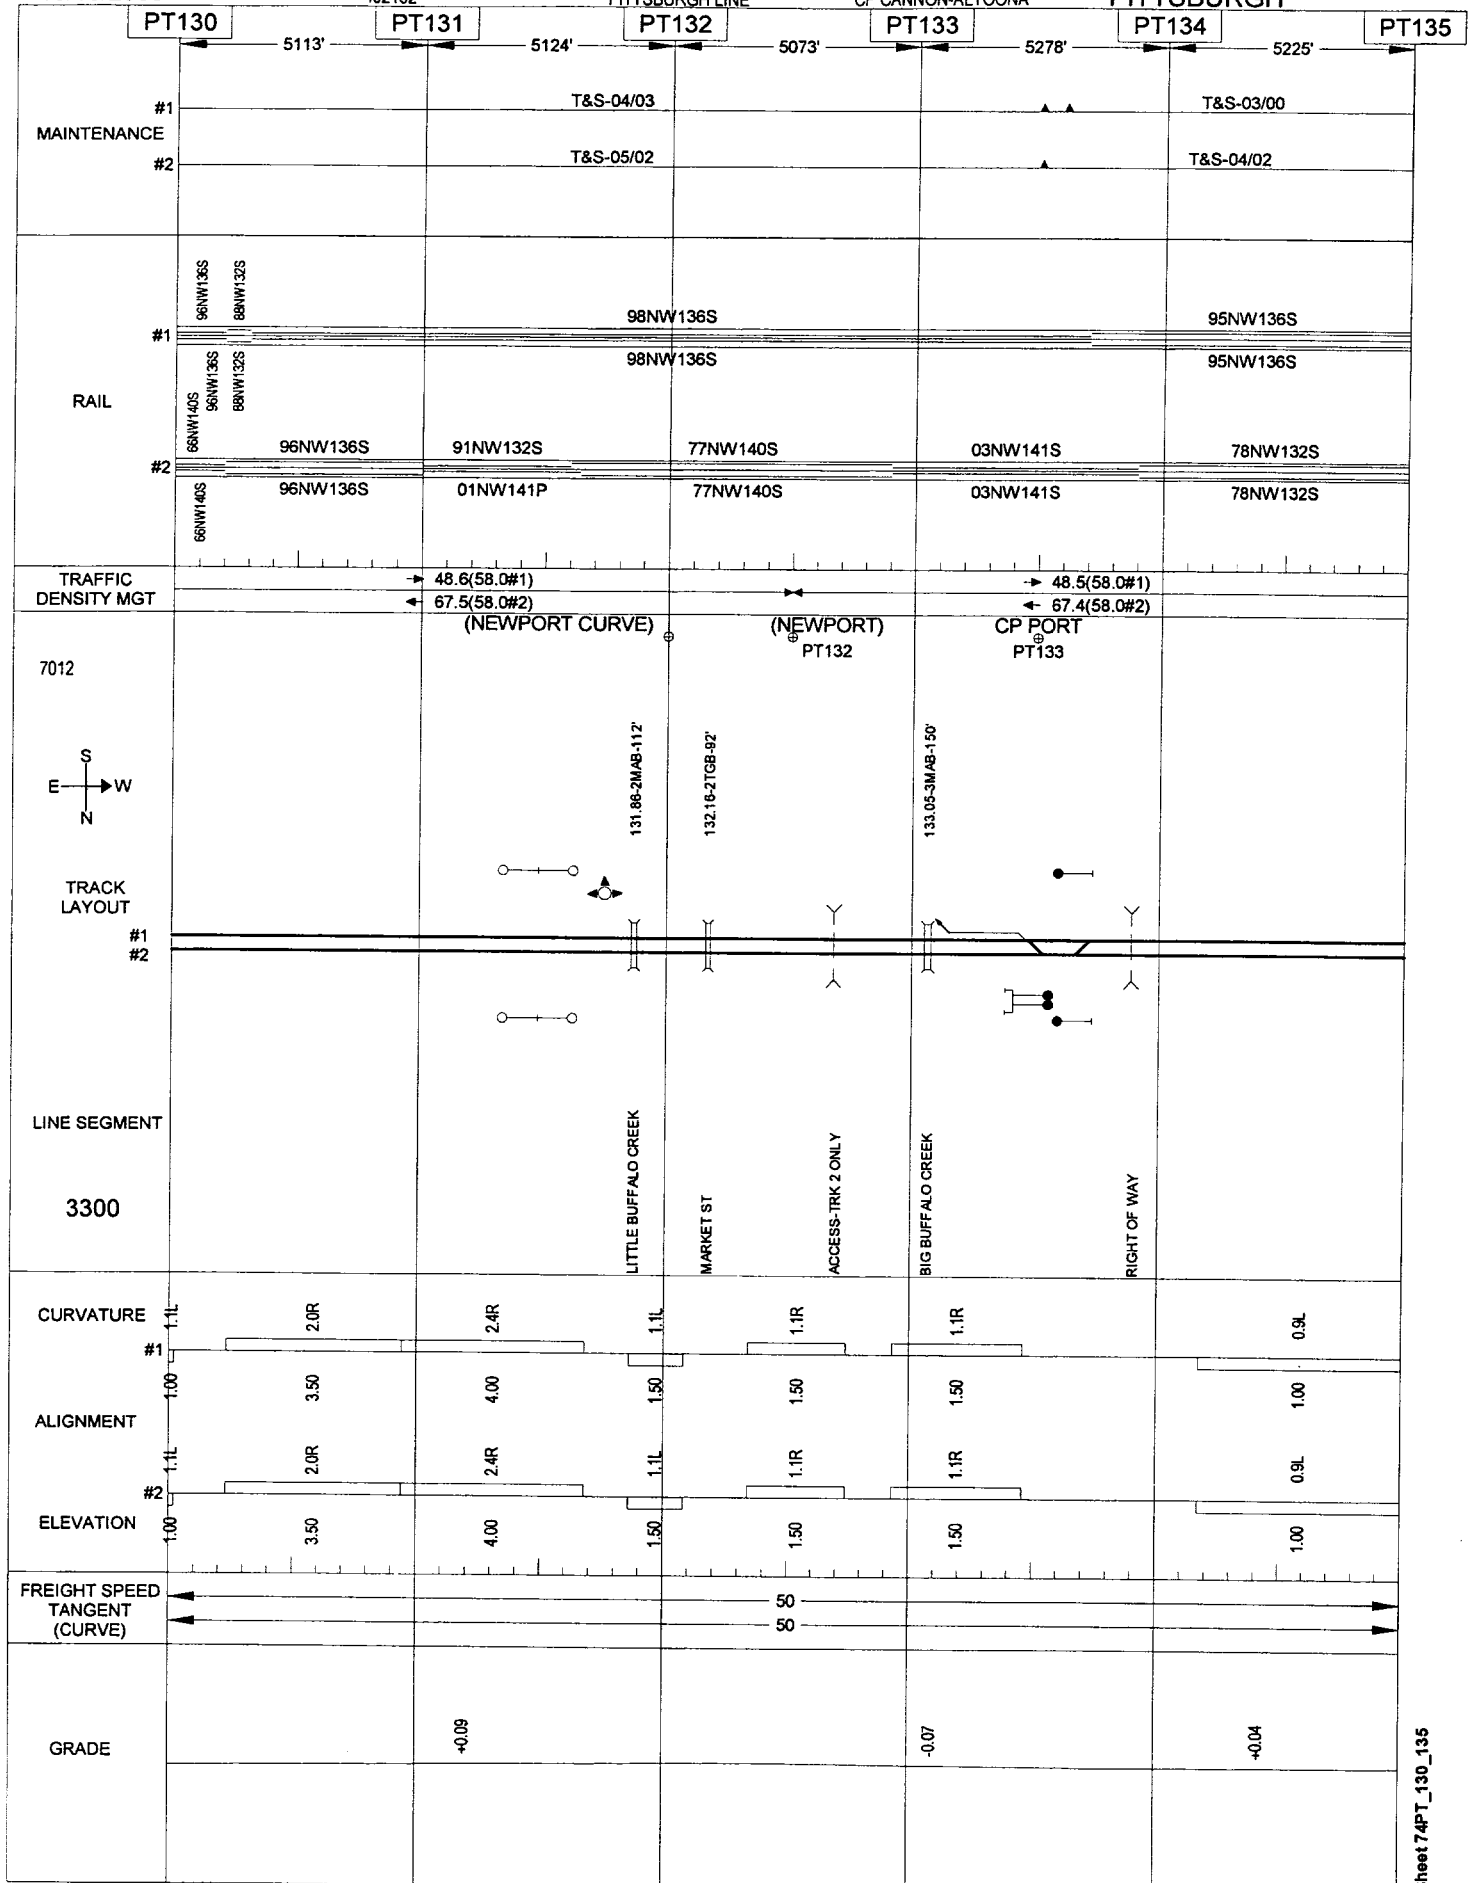 PITTSBURGH LINE CP CANNON-ALTOONA PITTSBURGH
PT130 PT131 PT132 PT133 PT134 PT135
5113' 5124' 5073' 5278' 5225'
#1 T&S-04/03 T&S-03/00
MAINTENANCE
#2 T&S-05/02 T&S-04/02
96NW136S 88NW132S
98NW136S 95NW136S
#1
98NW136S 95NW136S
96NW136S 88NW132S
RAIL
66NW140S
96NW136S 91NW132S 77NW140S 03NW141S 78NW132S
#2
96NW136S 01NW141P 77NW140S 03NW141S 78NW132S
66NW140S
TRAFFIC
DENSITY MGT
48.6(58.0#1) 48.5(58.0#1)
67.5(58.0#2) 67.4(58.0#2)
(NEWPORT CURVE) (NEWPORT) CP PORT
PT132 PT133
7012
S
E W
N
131.86-2MAB-112'
132.16-2TGB-92'
133.05-3MAB-150'
TRACK
LAYOUT
#1
#2
LINE SEGMENT
3300
LITTLE BUFFALO CREEK
MARKET ST
ACCESS-TRK 2 ONLY
BIG BUFFALO CREEK
RIGHT OF WAY
CURVATURE
1.1L 2.0R 2.4R 1.1L 1.1R 1.1R 0.9L
#1
1.00 3.50 4.00 1.50 1.50 1.50 1.00
ALIGNMENT
1.1L 2.0R 2.4R 1.1L 1.1R 1.1R 0.9L
#2
ELEVATION
1.00 3.50 4.00 1.50 1.50 1.50 1.00
FREIGHT SPEED
TANGENT
(CURVE)
50
50
GRADE
+0.09 -0.07 +0.04
heet 74PT_130_135